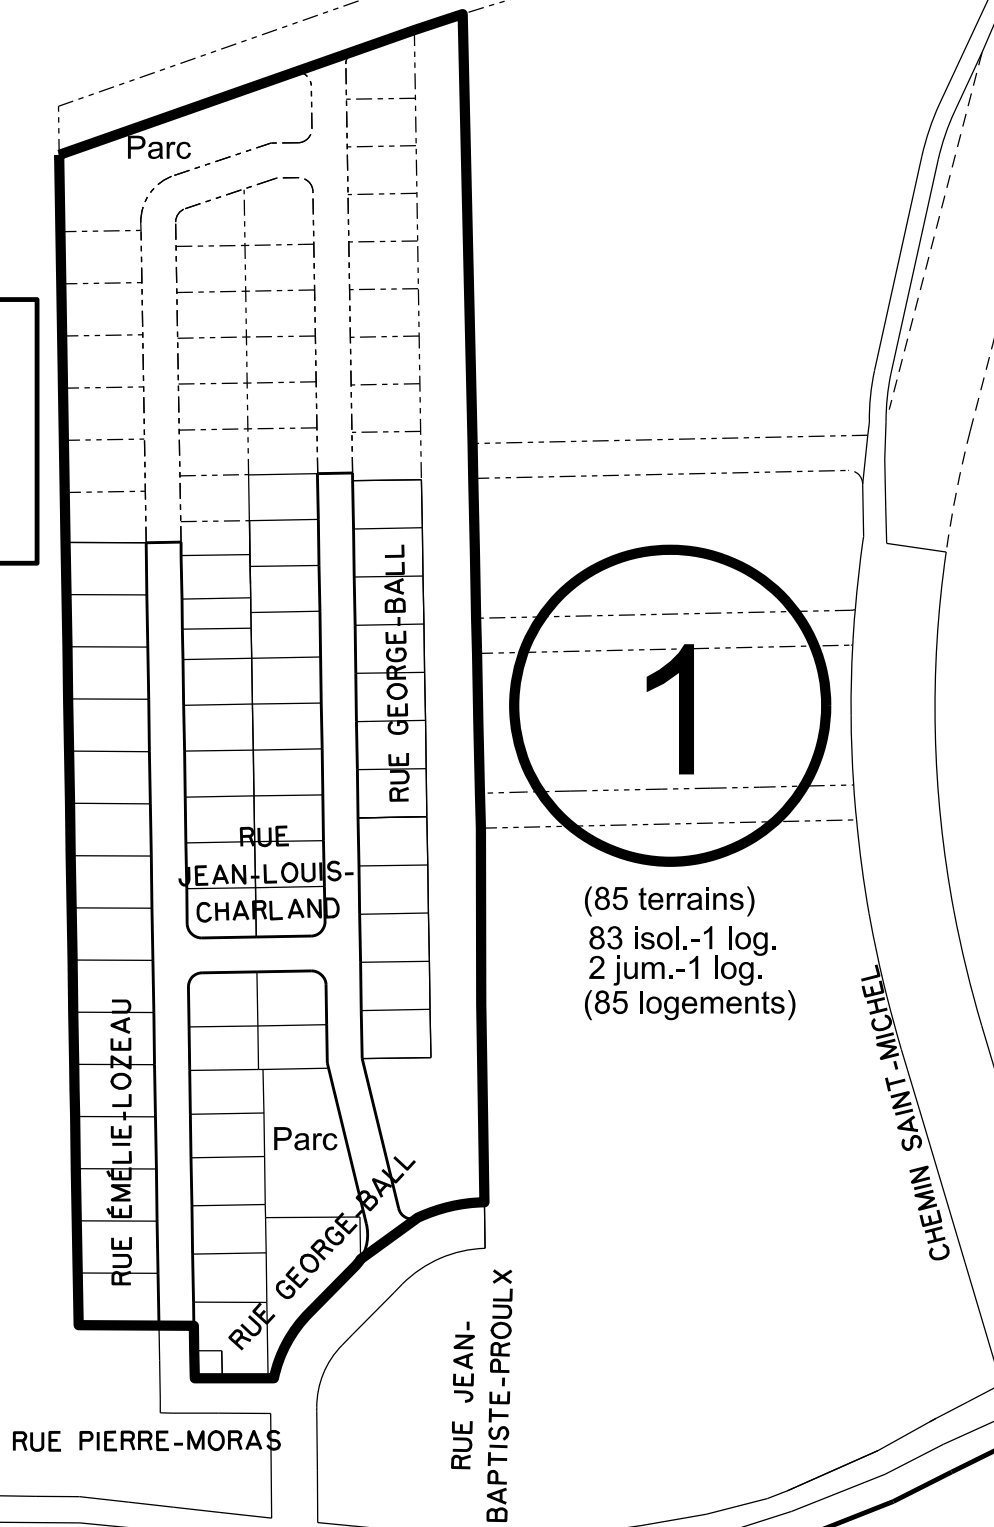 Parc
RUE GEORGE-BALL
1
RUE
JEAN-LOUIS-
CHARLAND
(85 terrains)
83 isol.-1 log.
2 jum.-1 log.
(85 logements)
RUE ÉMÉLIE-LOZEAU
Parc
RUE GEORGE-BALL
CHEMIN SAINT-MICHEL
RUE JEAN-
BAPTISTE-PROULX
RUE PIERRE-MORAS